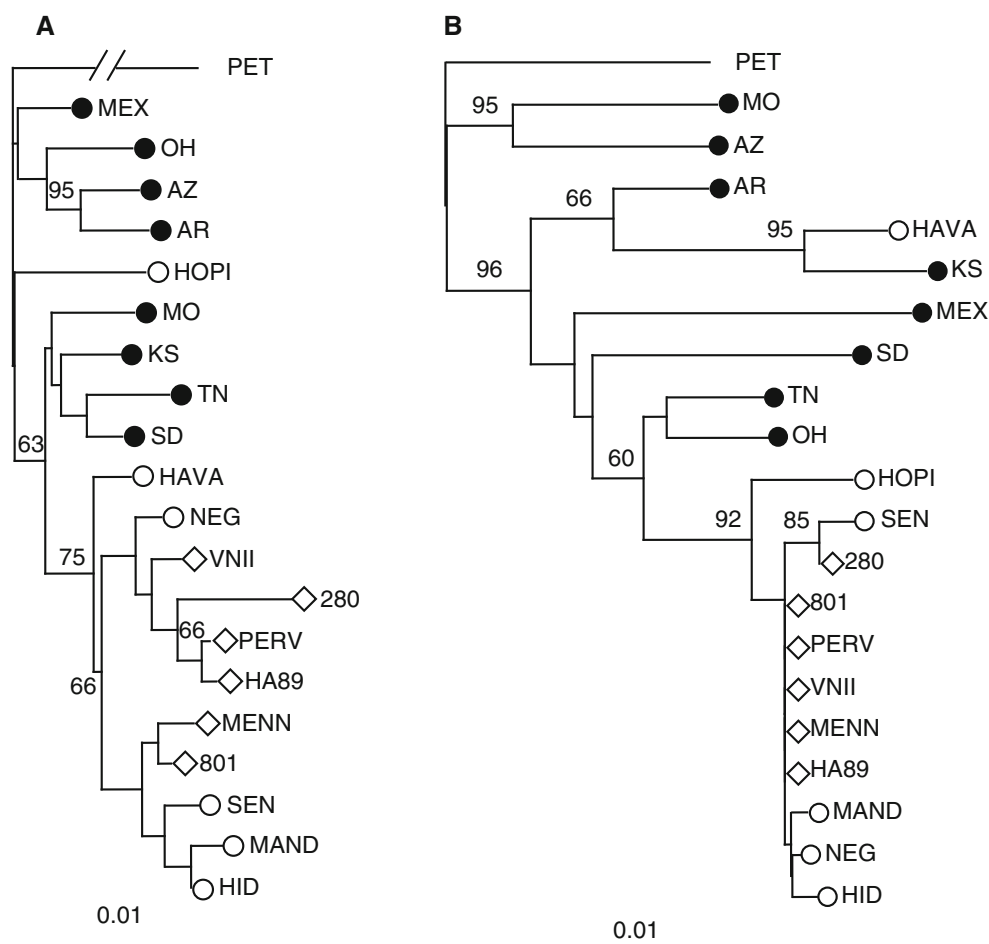 A
PET
MEX
OH
95
AZ
AR
HOPI
MO
KS
TN
SD
63
HAVA
NEG
75
VNII
280
66
PERV
HA89
66
MENN
801
SEN
MAND
HID
0.01
B
PET
95
MO
AZ
66
AR
95
HAVA
96
KS
MEX
SD
TN
OH
60
HOPI
92
85
SEN
280
801
PERV
VNII
MENN
HA89
MAND
NEG
HID
0.01